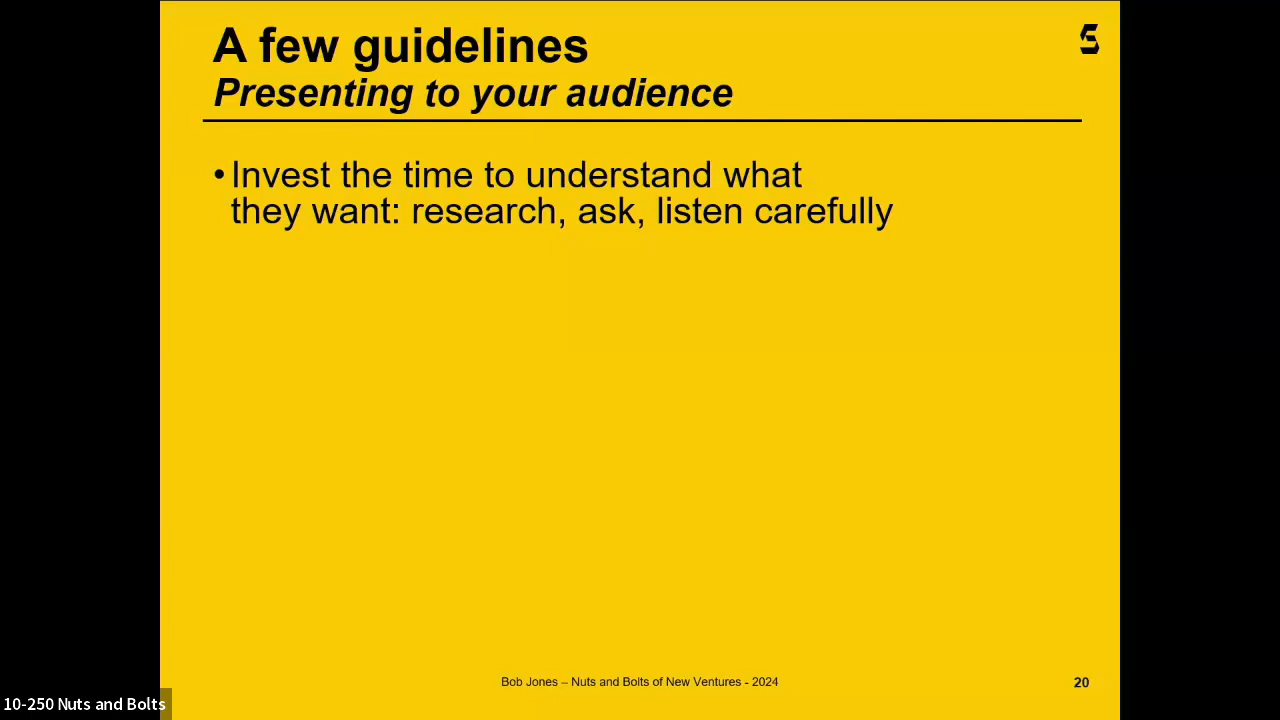 A few guidelines
Presenting to your audience
• Invest the time to understand what
they want: research, ask, listen carefully
Bob Jones – Nuts and Bolts of New Ventures - 2024
20
10-250 Nuts and Bolts